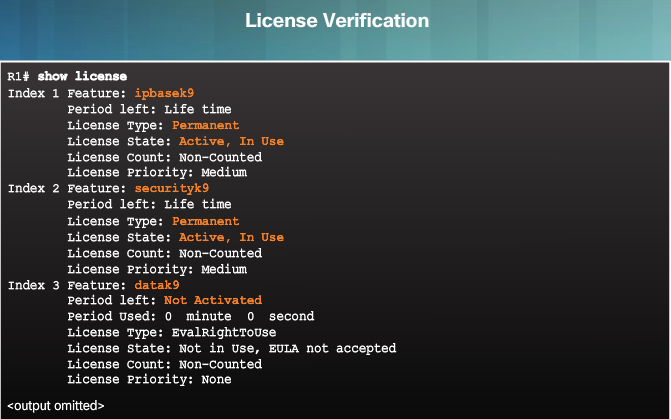 License Verification
R1# show license
Index 1 Feature: ipbasek9
Period left: Life time
License Type: Permanent
License State: Active, In Use
License Count: Non-Counted
License Priority: Medium
Index 2 Feature: securityk9
Period left: Life time
License Type: Permanent
License State: Active, In Use
License Count: Non-Counted
License Priority: Medium
Index 3 Feature: datak9
Period left: Not Activated
Period Used: 0 minute 0 second
License Type: EvalRightToUse
License State: Not in Use, EULA not accepted
License Count: Non-Counted
License Priority: None
<output omitted>